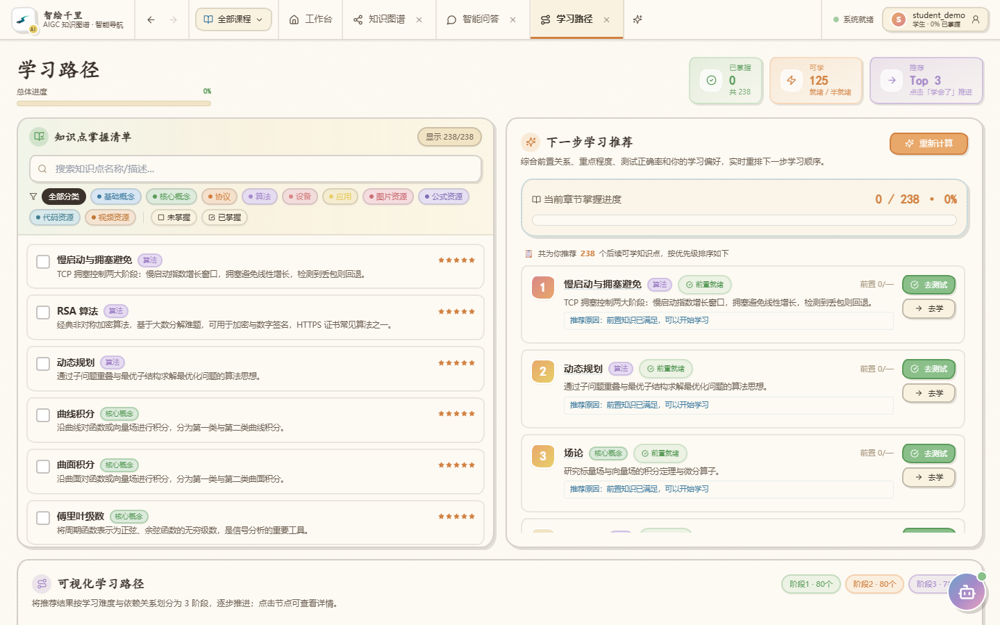 智绘千里
AIGC 知识图谱 · 智能导航
AI
全部课程
工作台
知识图谱
智能问答
学习路径
系统就绪
S
student_demo
学生 · 0% 已掌握
学习路径
总体进度
0%
已掌握
0
共 238
可学
125
就绪 / 半就绪
推荐
Top 3
点击「学会了」推进
知识点掌握清单
显示 238/238
搜索知识点名称/描述...
全部分类
基础概念
核心概念
协议
算法
设备
应用
图片资源
公式资源
代码资源
视频资源
未掌握
已掌握
慢启动与拥塞避免
算法
★★★★★
TCP 拥塞控制两大阶段：慢启动指数增长窗口，拥塞避免线性增长，检测到丢包则回退。
RSA 算法
算法
★★★★★
经典非对称加密算法，基于大数分解难题，可用于加密与数字签名，HTTPS 证书常见算法之一。
动态规划
算法
★★★★★
通过子问题重叠与最优子结构求解最优化问题的算法思想。
曲线积分
核心概念
★★★★★
沿曲线对函数或向量场进行积分，分为第一类与第二类曲线积分。
曲面积分
核心概念
★★★★★
沿曲面对函数或向量场进行积分，分为第一类与第二类曲面积分。
傅里叶级数
核心概念
★★★★★
将周期函数表示为正弦、余弦函数的无穷级数，是信号分析的重要工具。
下一步学习推荐
重新计算
综合前置关系、重点程度、测试正确率和你的学习偏好，实时重排下一步学习顺序。
当前章节掌握进度
0 / 238 • 0%
共为你推荐 238 个后续可学知识点，按优先级排序如下
1
慢启动与拥塞避免
算法
前置就绪
前置 0/—
去测试
TCP 拥塞控制两大阶段：慢启动指数增长窗口，拥塞避免线性增长，检测到丢包则回退。
去学
推荐原因：前置知识已满足，可以开始学习
2
动态规划
算法
前置就绪
前置 0/—
去测试
通过子问题重叠与最优子结构求解最优化问题的算法思想。
去学
推荐原因：前置知识已满足，可以开始学习
3
场论
核心概念
前置就绪
前置 0/—
去测试
研究标量场与向量场的积分定理与微分算子。
去学
推荐原因：前置知识已满足，可以开始学习
可视化学习路径
阶段1 · 80个
阶段2 · 80个
阶段3 · 7
将推荐结果按学习难度与依赖关系划分为 3 阶段，逐步推进；点击节点可查看详情。